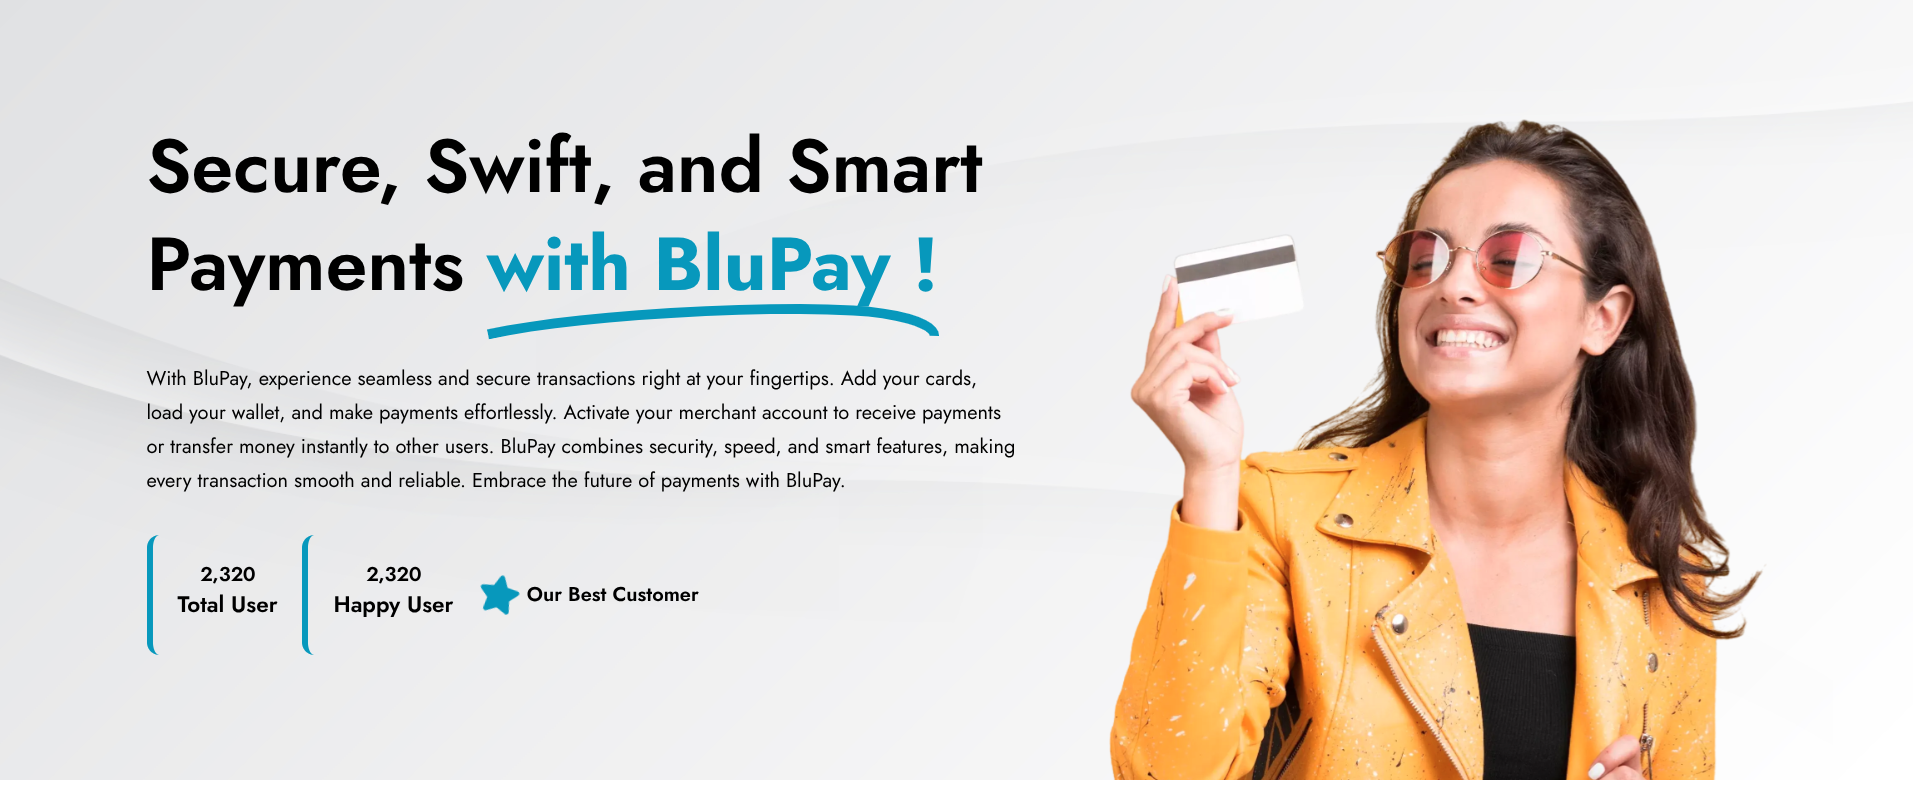 Secure, Swift, and Smart
Payments with BluPay !
With BluPay, experience seamless and secure transactions right at your fingertips. Add your cards,
load your wallet, and make payments effortlessly. Activate your merchant account to receive payments
or transfer money instantly to other users. BluPay combines security, speed, and smart features, making
every transaction smooth and reliable. Embrace the future of payments with BluPay.
2,320
Total User
2,320
Happy User
Our Best Customer